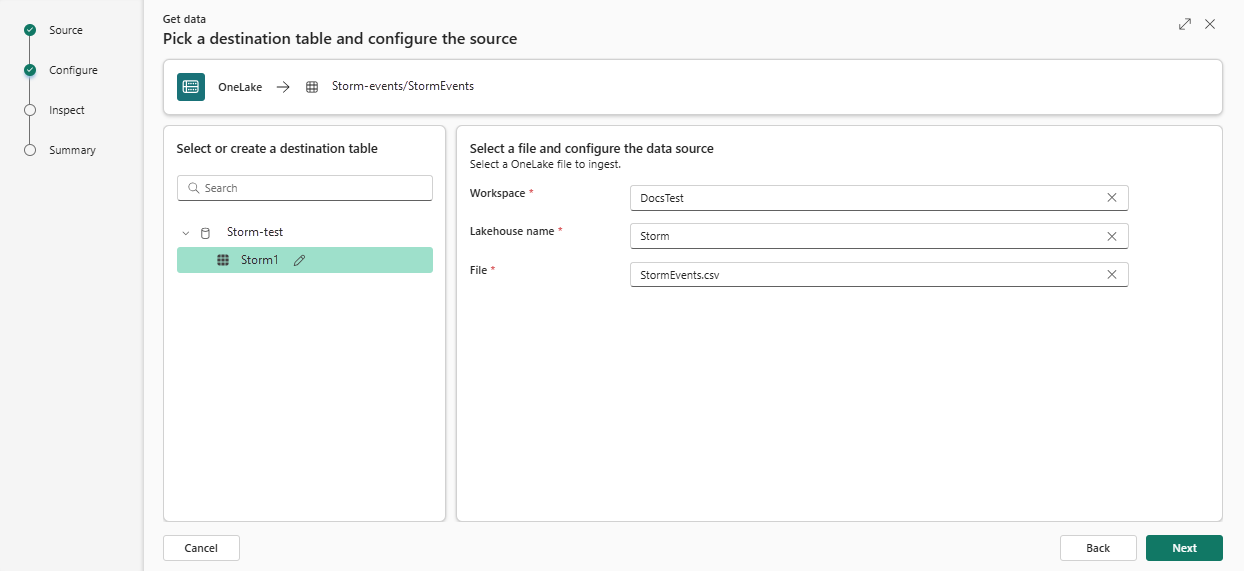 Source
Configure
Inspect
Summary
Get data
Pick a destination table and configure the source
OneLake → Storm-events/StormEvents
Select or create a destination table
Search
Storm-test
Storm1
Select a file and configure the data source
Select a OneLake file to ingest.
Workspace * DocsTest
Lakehouse name * Storm
File * StormEvents.csv
Cancel Back Next